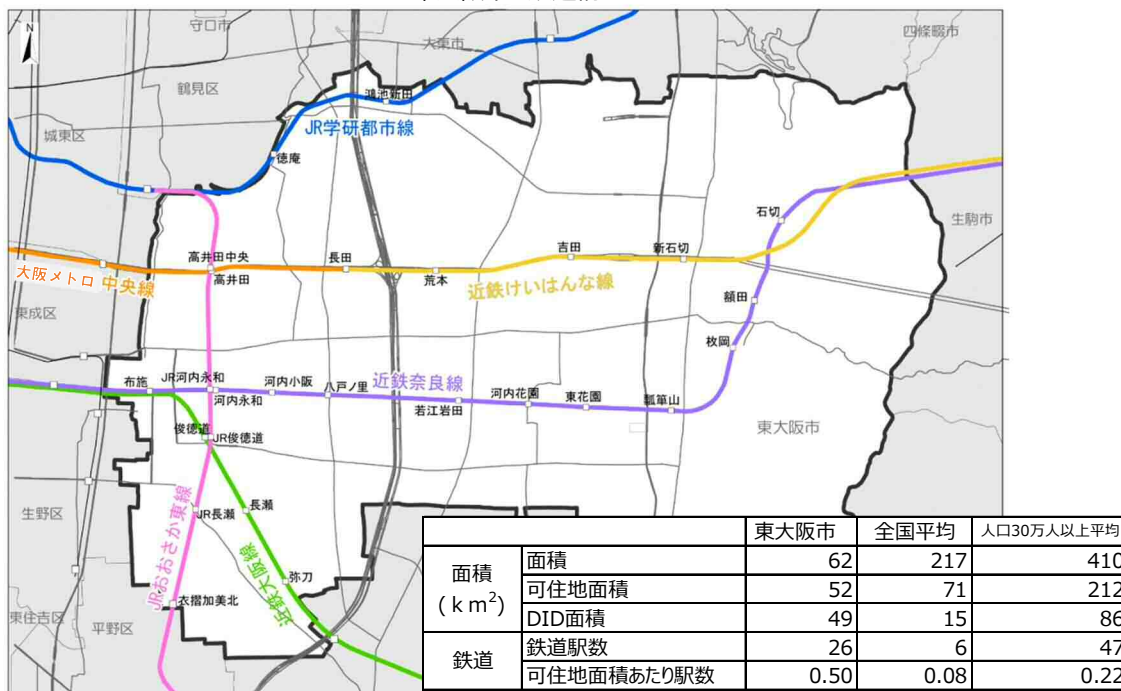 N
守口市
大東市
四條畷市
鶴見区
鴻池新田
JR学研都市線
城東区
徳庵
石切
生駒市
高井田中央
長田
吉田
新石切
高井田
荒本
大阪メトロ 中央線
近鉄けいはんな線
額田
東成区
枚岡
布施
JR河内永和
河内小阪
八戸ノ里
近鉄奈良線
河内花園
東花園
瓢箪山
河内永和
若江岩田
東大阪市
俊徳道
JR俊徳道
生野区
JR長瀬
長瀬
JRおおさか東線
近鉄大阪線
弥刀
衣摺加美北
東住吉区
平野区
東大阪市 全国平均 人口30万人以上平均
面積
(ｋｍ²)
面積 62 217 410
可住地面積 52 71 212
DID面積 49 15 86
鉄道
鉄道駅数 26 6 47
可住地面積あたり駅数 0.50 0.08 0.22